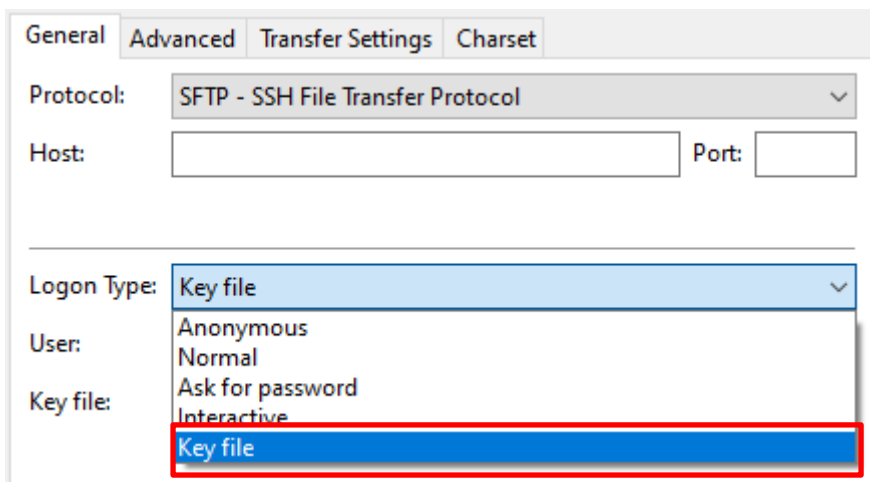 General Advanced Transfer Settings Charset
Protocol: SFTP - SSH File Transfer Protocol
Host: Port:
Logon Type: Key file
Anonymous
User:
Normal
Ask for password
Key file:
Interactive
Key file